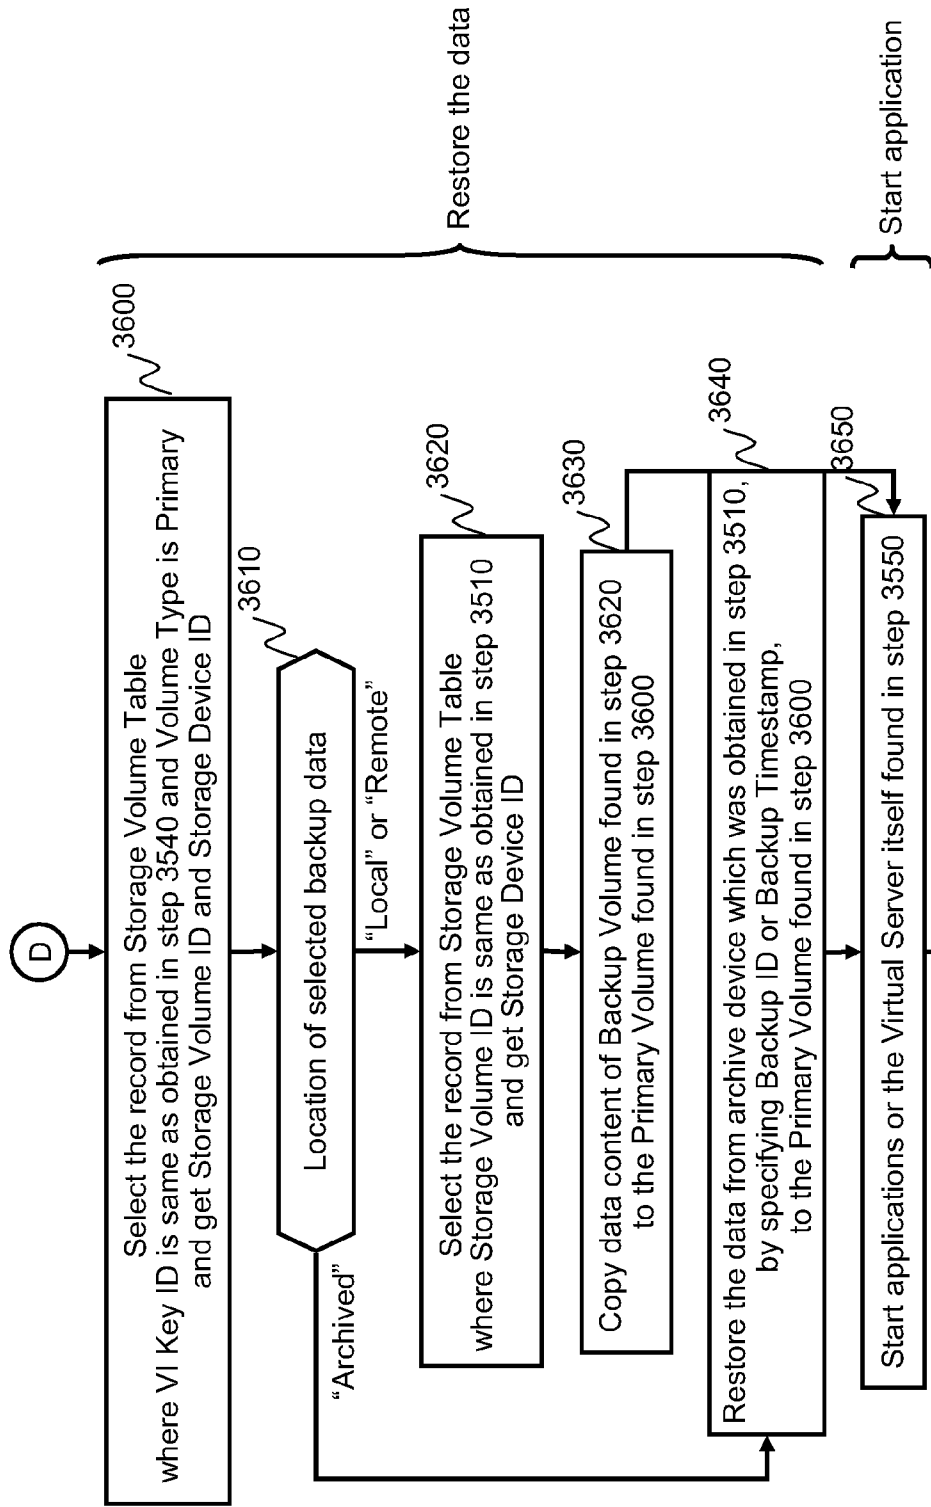 D
3600
Select the record from Storage Volume Table
where VI Key ID is same as obtained in step 3540 and Volume Type is Primary
and get Storage Volume ID and Storage Device ID
3610
Location of selected backup data
“Archived”
“Local” or “Remote”
3620
Select the record from Storage Volume Table
where Storage Volume ID is same as obtained in step 3510
and get Storage Device ID
3630
Copy data content of Backup Volume found in step 3620
to the Primary Volume found in step 3600
3640
Restore the data from archive device which was obtained in step 3510,
by specifying Backup ID or Backup Timestamp,
to the Primary Volume found in step 3600
3650
Start applications or the Virtual Server itself found in step 3550
Restore the data
Start application